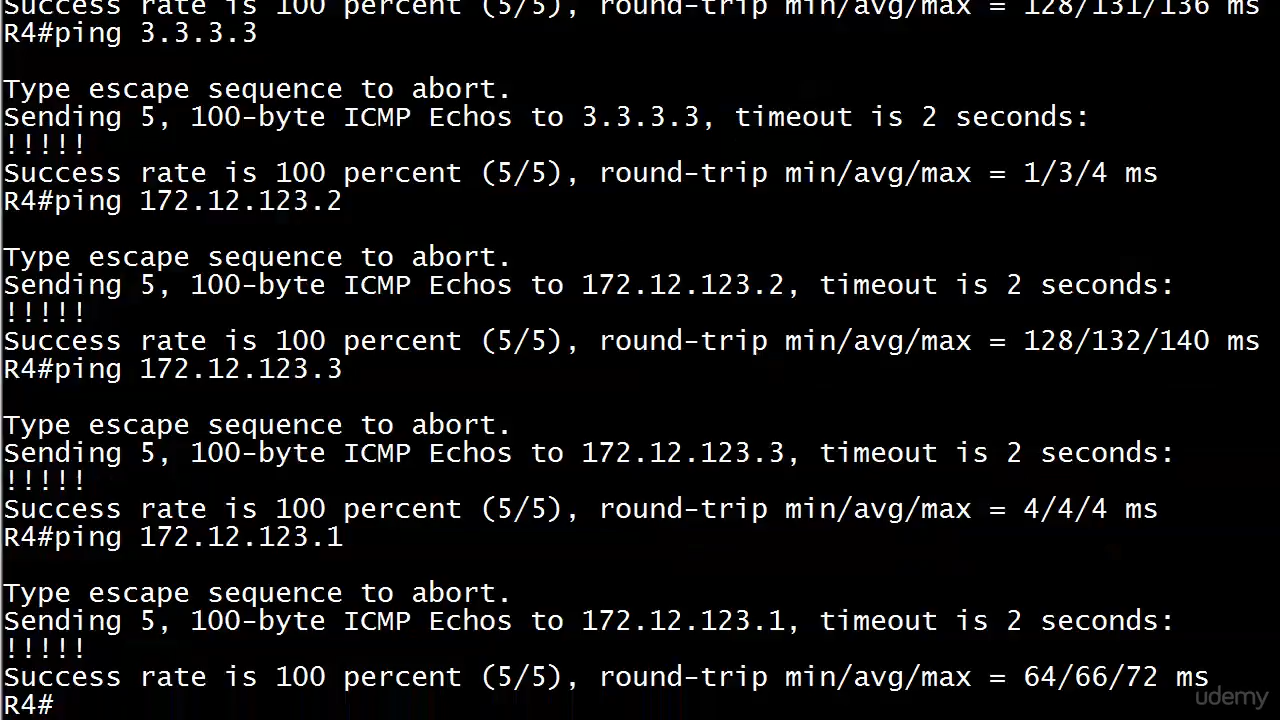 Success rate is 100 percent (5/5), round-trip min/avg/max = 128/131/136 ms
R4#ping 3.3.3.3
Type escape sequence to abort.
Sending 5, 100-byte ICMP Echos to 3.3.3.3, timeout is 2 seconds:
!!!!!
Success rate is 100 percent (5/5), round-trip min/avg/max = 1/3/4 ms
R4#ping 172.12.123.2
Type escape sequence to abort.
Sending 5, 100-byte ICMP Echos to 172.12.123.2, timeout is 2 seconds:
!!!!!
Success rate is 100 percent (5/5), round-trip min/avg/max = 128/132/140 ms
R4#ping 172.12.123.3
Type escape sequence to abort.
Sending 5, 100-byte ICMP Echos to 172.12.123.3, timeout is 2 seconds:
!!!!!
Success rate is 100 percent (5/5), round-trip min/avg/max = 4/4/4 ms
R4#ping 172.12.123.1
Type escape sequence to abort.
Sending 5, 100-byte ICMP Echos to 172.12.123.1, timeout is 2 seconds:
!!!!!
Success rate is 100 percent (5/5), round-trip min/avg/max = 64/66/72 ms
R4#
udemy